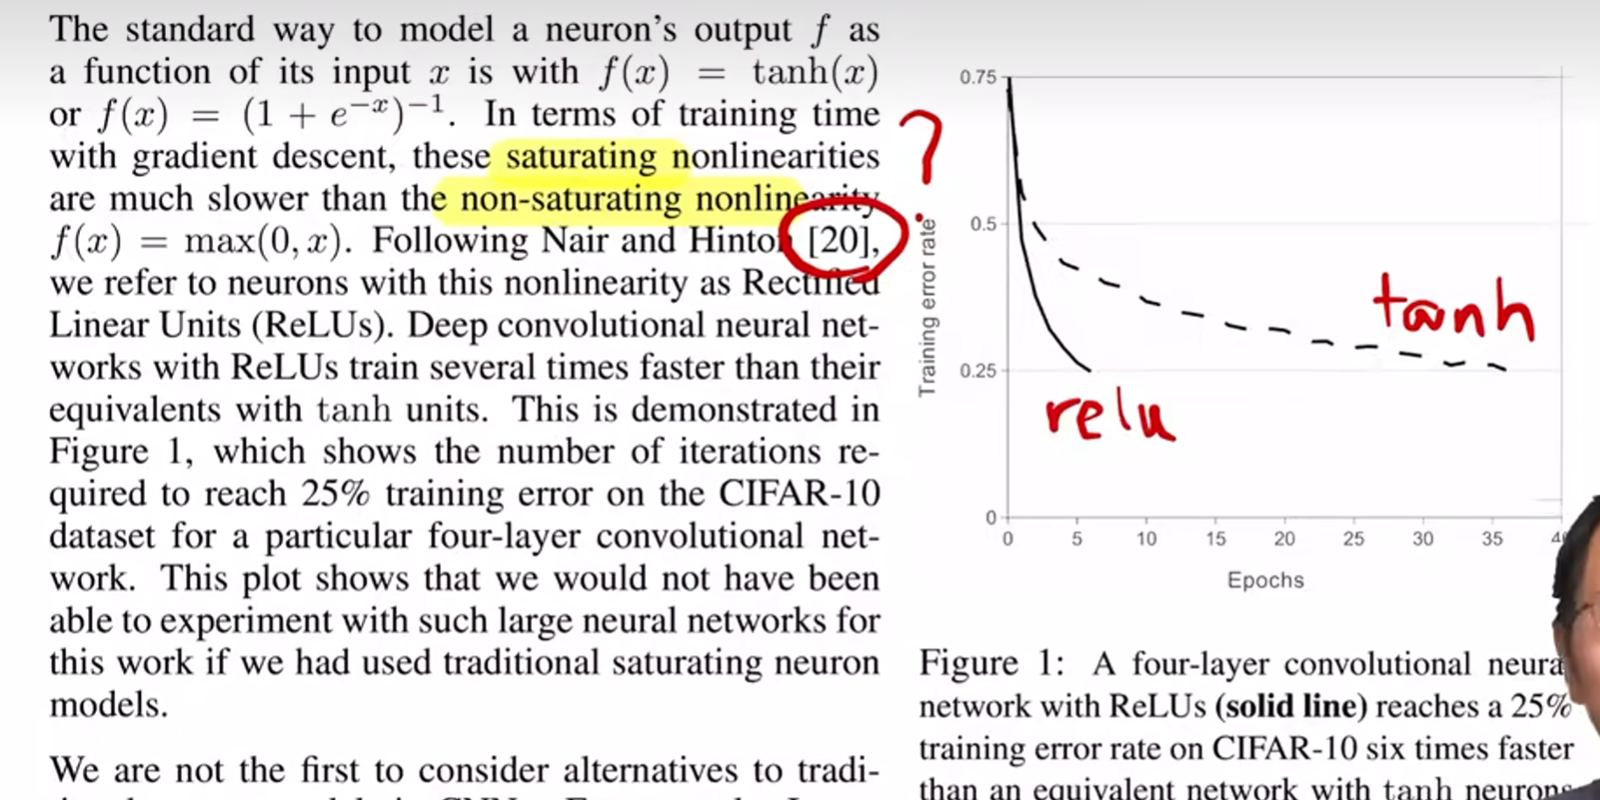 The standard way to model a neuron's output f as
a function of its input x is with f(x) = tanh(x)
or f(x) = (1 + e^{−x})^{−1}. In terms of training time
with gradient descent, these saturating nonlinearities
are much slower than the non-saturating nonlinearity
f(x) = max(0, x). Following Nair and Hinton [20],
we refer to neurons with this nonlinearity as Rectified
Linear Units (ReLUs). Deep convolutional neural net-
works with ReLUs train several times faster than their
equivalents with tanh units. This is demonstrated in
Figure 1, which shows the number of iterations re-
quired to reach 25% training error on the CIFAR-10
dataset for a particular four-layer convolutional net-
work. This plot shows that we would not have been
able to experiment with such large neural networks for
this work if we had used traditional saturating neuron
models.
We are not the first to consider alternatives to tradi-
?
Training error rate
0.75
0.5
0.25
0
tanh
relu
0 5 10 15 20 25 30 35
Epochs
Figure 1: A four-layer convolutional neura
network with ReLUs (solid line) reaches a 25%
training error rate on CIFAR-10 six times faster
than an equivalent network with tanh neurons